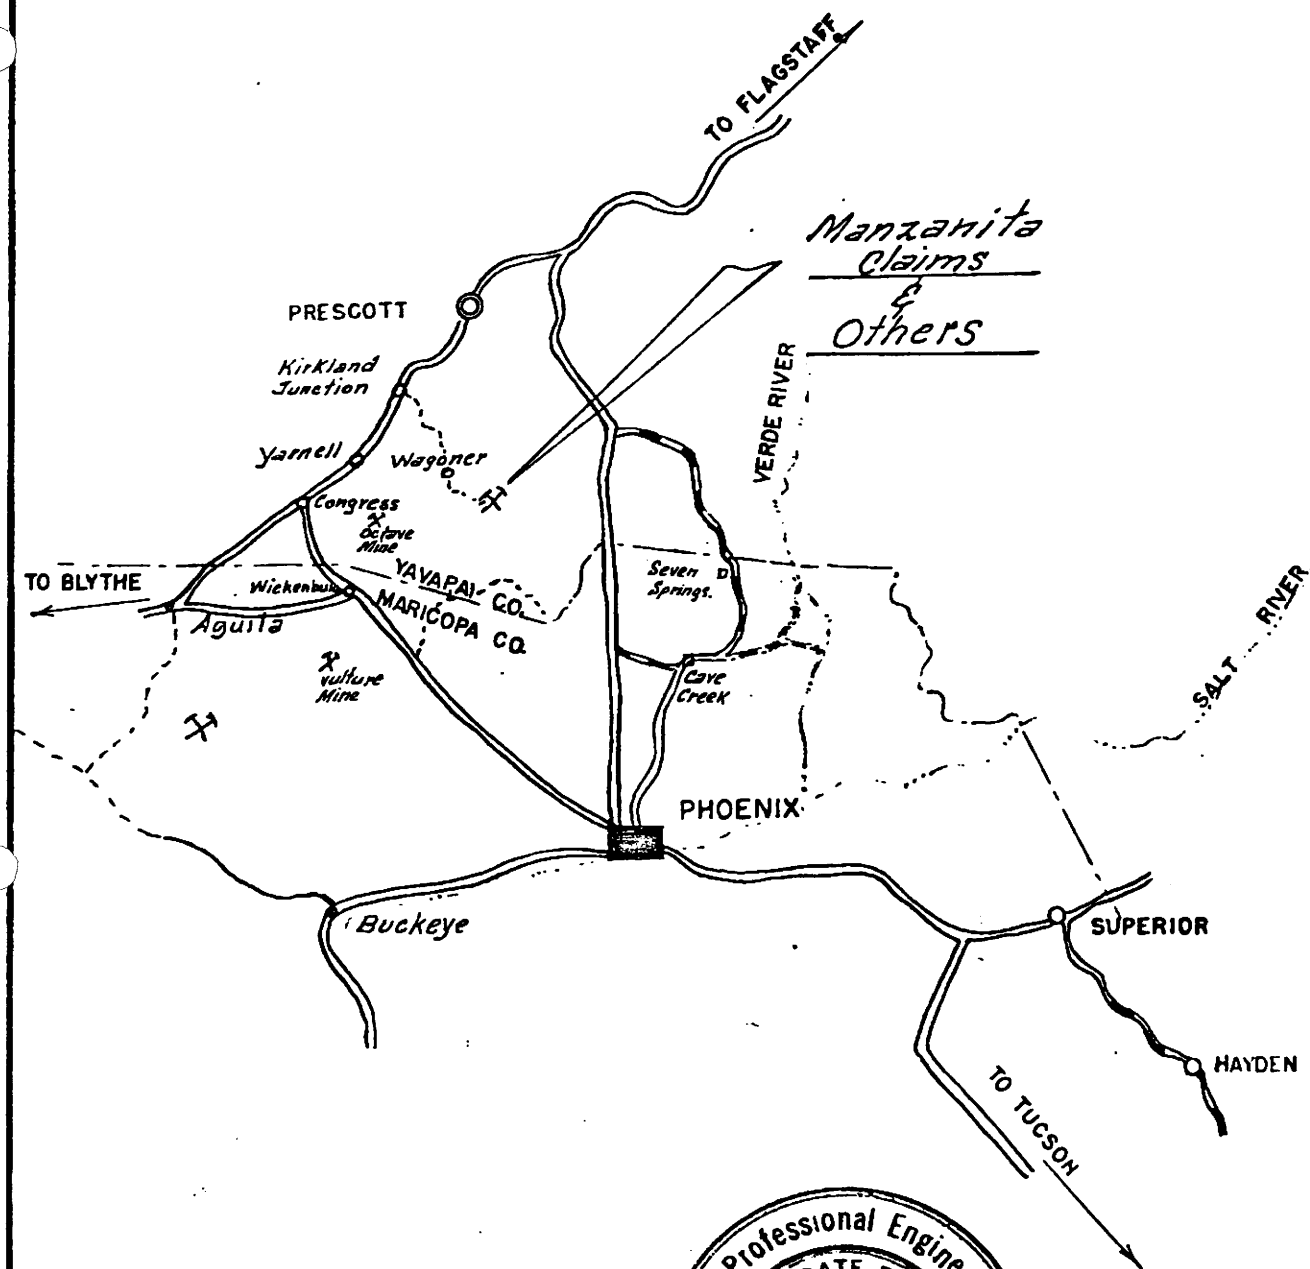 TO FLAGSTAFF
Manzanita
Claims
&
Others
PRESCOTT
Kirkland
Junction
VERDE RIVER
Yarnell
Wagoner
Congress
Octave
Mine
TO BLYTHE
Wickenburg
YAVAPAI CO.
MARICOPA CO.
Seven
Springs.
RIVER
SALT
Aguila
Vulture
Mine
Cave
Creek
PHOENIX
Buckeye
SUPERIOR
HAYDEN
TO TUCSON
Professional Engine